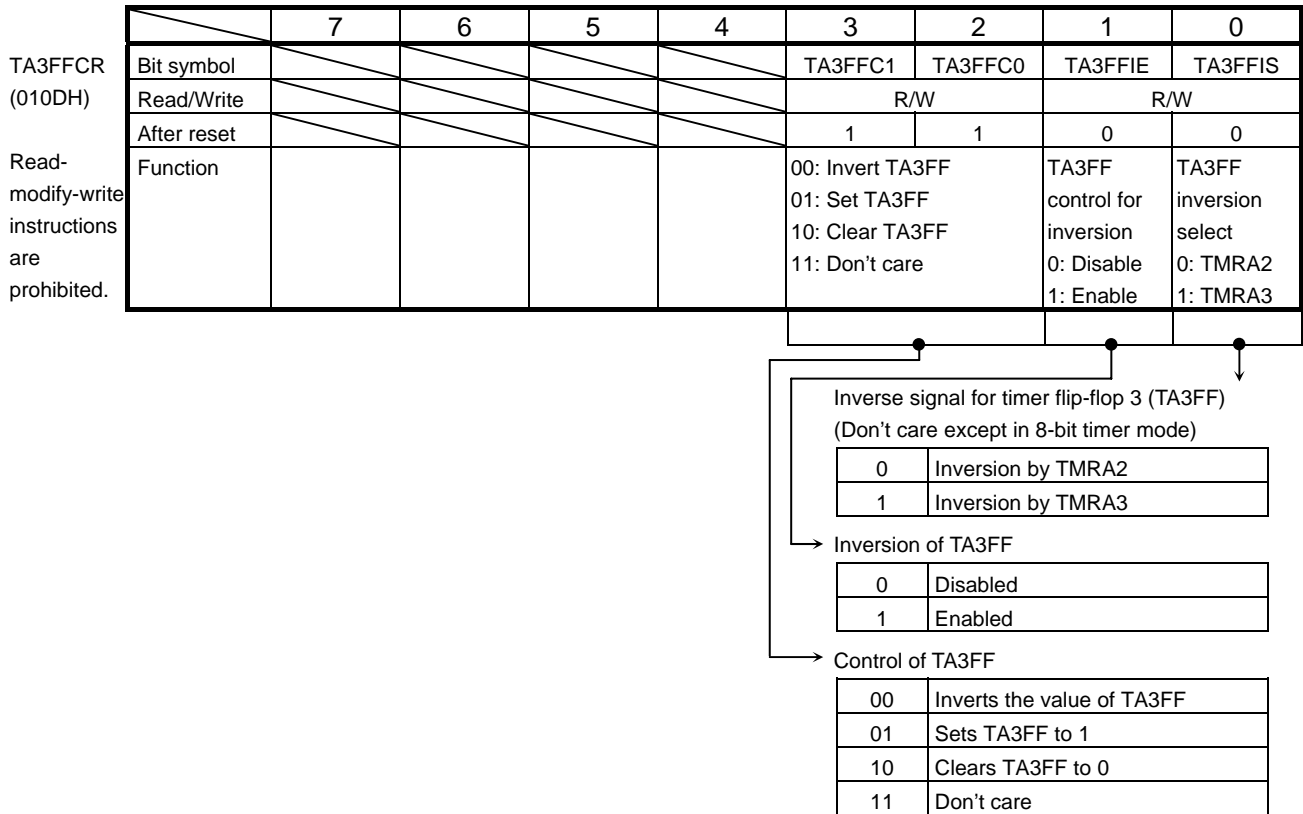 7 6 5 4 3 2 1 0
TA3FFCR
(010DH)
Bit symbol TA3FFC1 TA3FFC0 TA3FFIE TA3FFIS
Read/Write R/W R/W
After reset 1 1 0 0
Read-
modify-write
instructions
are
prohibited.
Function
00: Invert TA3FF
01: Set TA3FF
10: Clear TA3FF
11: Don't care
TA3FF
control for
inversion
0: Disable
1: Enable
TA3FF
inversion
select
0: TMRA2
1: TMRA3
Inverse signal for timer flip-flop 3 (TA3FF)
(Don't care except in 8-bit timer mode)
0 Inversion by TMRA2
1 Inversion by TMRA3
Inversion of TA3FF
0 Disabled
1 Enabled
Control of TA3FF
00 Inverts the value of TA3FF
01 Sets TA3FF to 1
10 Clears TA3FF to 0
11 Don't care